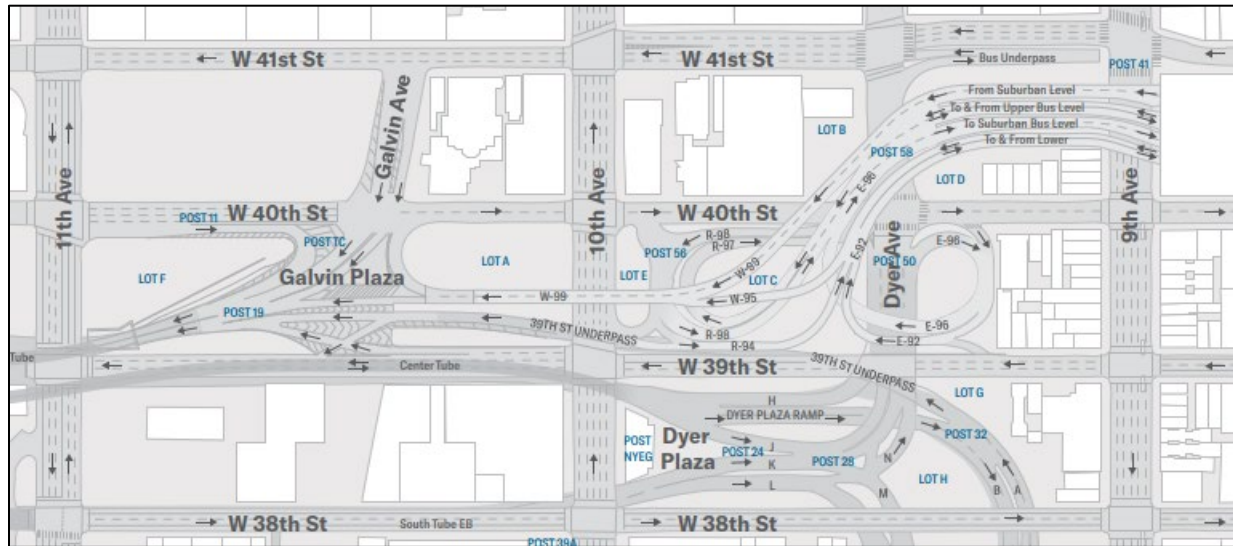 W 41st St
W 41st St
Bus Underpass
POST 41
From Suburban Level
To & From Upper Bus Level
To Suburban Bus Level
To & From Lower
Galvin Ave
LOT B
POST 58
LOT D
11th Ave
10th Ave
9th Ave
E-96
POST 11
W 40th St
W 40th St
POST TC
R-98
R-97
POST 56
E-92
Dyer Ave
POST 50
E-96
LOT F
Galvin Plaza
LOT A
LOT E
W-99
LOT C
W-99
W-95
POST 19
39TH ST UNDERPASS
R-98
R-94
E-96
E-92
Tube
Center Tube
W 39th St
39TH ST UNDERPASS
LOT G
H
DYER PLAZA RAMP
POST NYEG
Dyer Plaza
POST 24
J
K
L
POST 28
N
M
POST 32
LOT H
B
A
W 38th St
South Tube EB
W 38th St
POST 39A